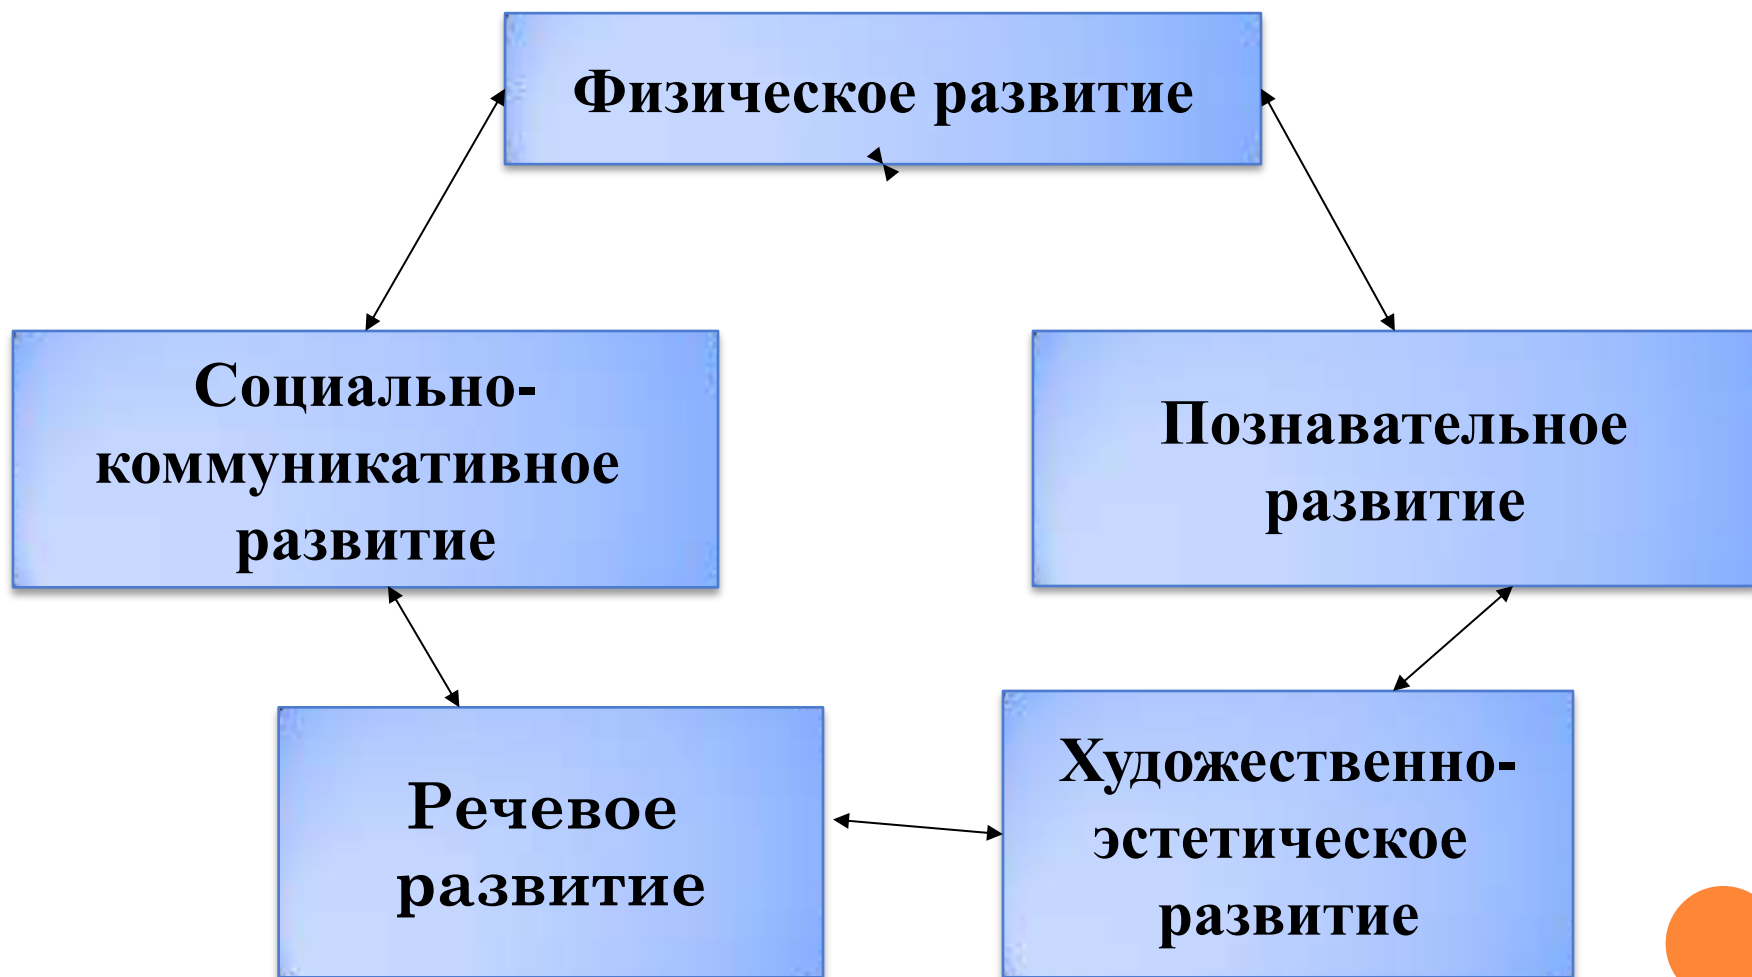 Физическое развитие
Социально-
коммуникативное
развитие
Познавательное
развитие
Речевое
развитие
Художественно-
эстетическое
развитие